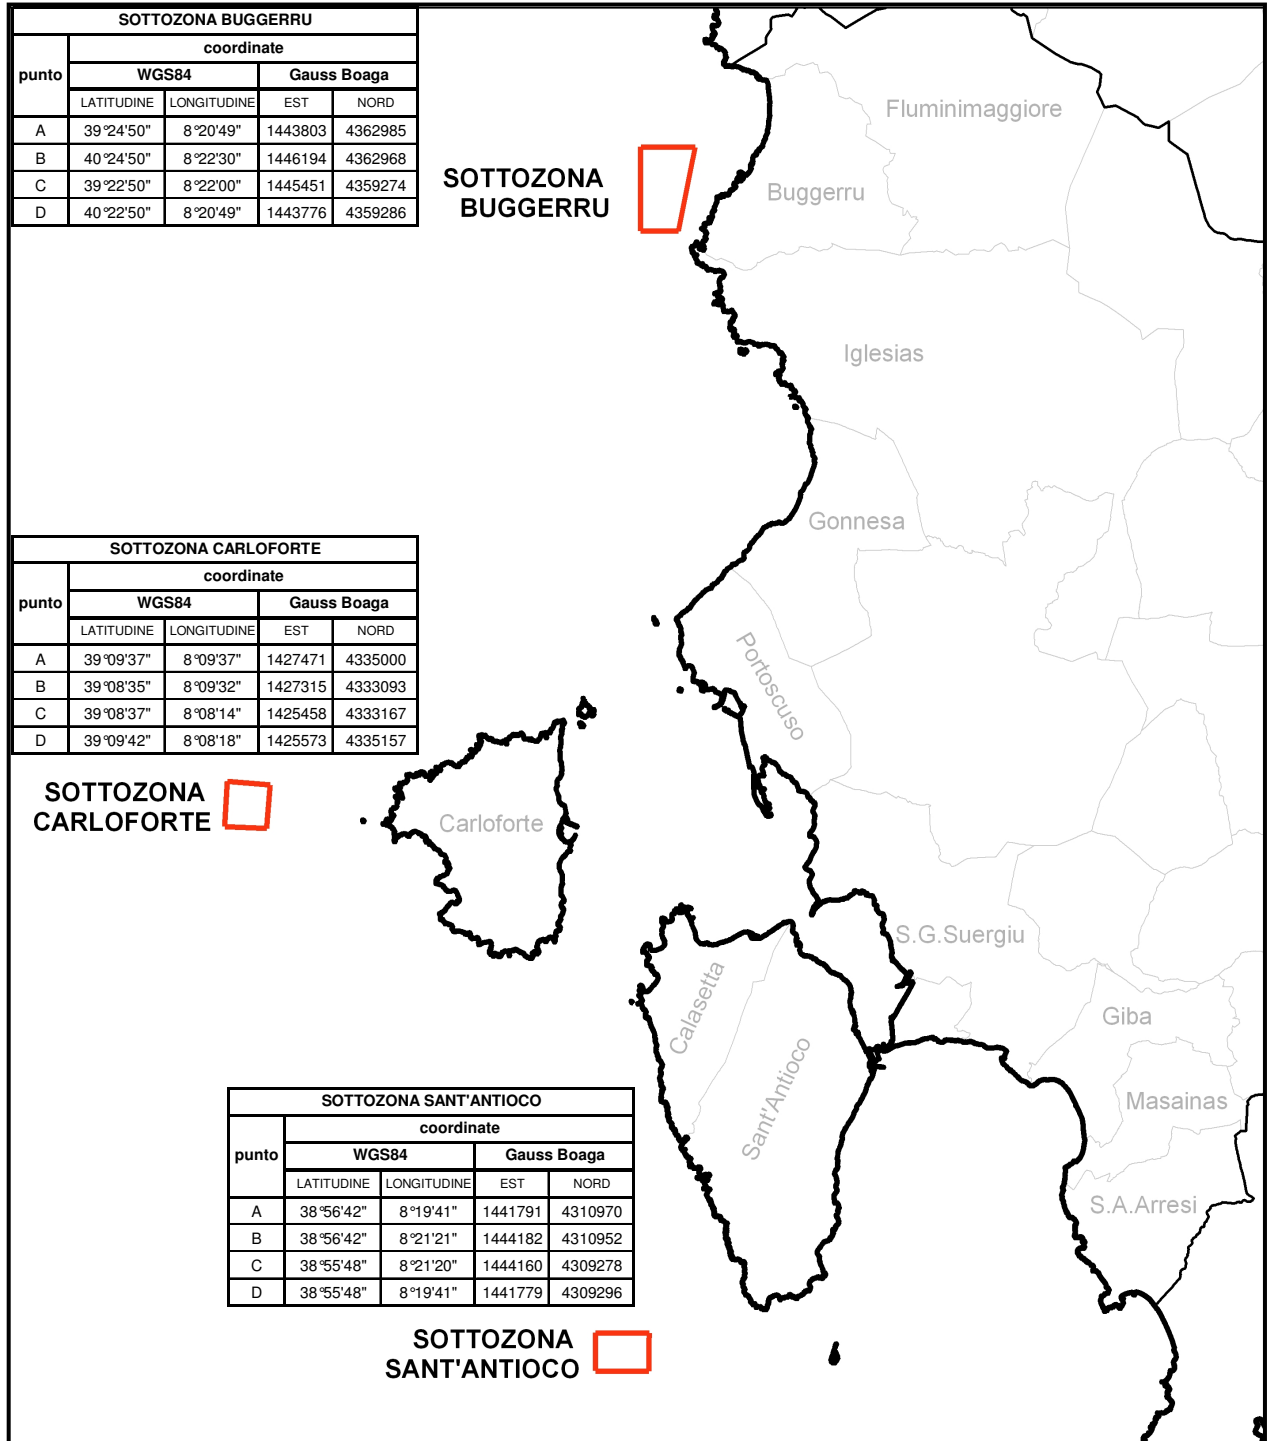 SOTTOZONA BUGGERRU
coordinate
punto WGS84 Gauss Boaga
LATITUDINE LONGITUDINE EST NORD
A 39°24'50" 8°20'49" 1443803 4362985
B 40°24'50" 8°22'30" 1446194 4362968
C 39°22'50" 8°22'00" 1445451 4359274
D 40°22'50" 8°20'49" 1443776 4359286
SOTTOZONA
BUGGERRU
Fluminimaggiore
Buggerru
Iglesias
Gonnesa
SOTTOZONA CARLOFORTE
coordinate
punto WGS84 Gauss Boaga
LATITUDINE LONGITUDINE EST NORD
A 39°09'37" 8°09'37" 1427471 4335000
B 39°08'35" 8°09'32" 1427315 4333093
C 39°08'37" 8°08'14" 1425458 4333167
D 39°09'42" 8°08'18" 1425573 4335157
Portoscuso
SOTTOZONA
CARLOFORTE
Carloforte
S.G.Suergiu
Calasetta
Sant'Antioco
Giba
Masainas
S.A.Arresi
SOTTOZONA SANT'ANTIOCO
coordinate
punto WGS84 Gauss Boaga
LATITUDINE LONGITUDINE EST NORD
A 38°56'42" 8°19'41" 1441791 4310970
B 38°56'42" 8°21'21" 1444182 4310952
C 38°55'48" 8°21'20" 1444160 4309278
D 38°55'48" 8°19'41" 1441779 4309296
SOTTOZONA
SANT'ANTIOCO